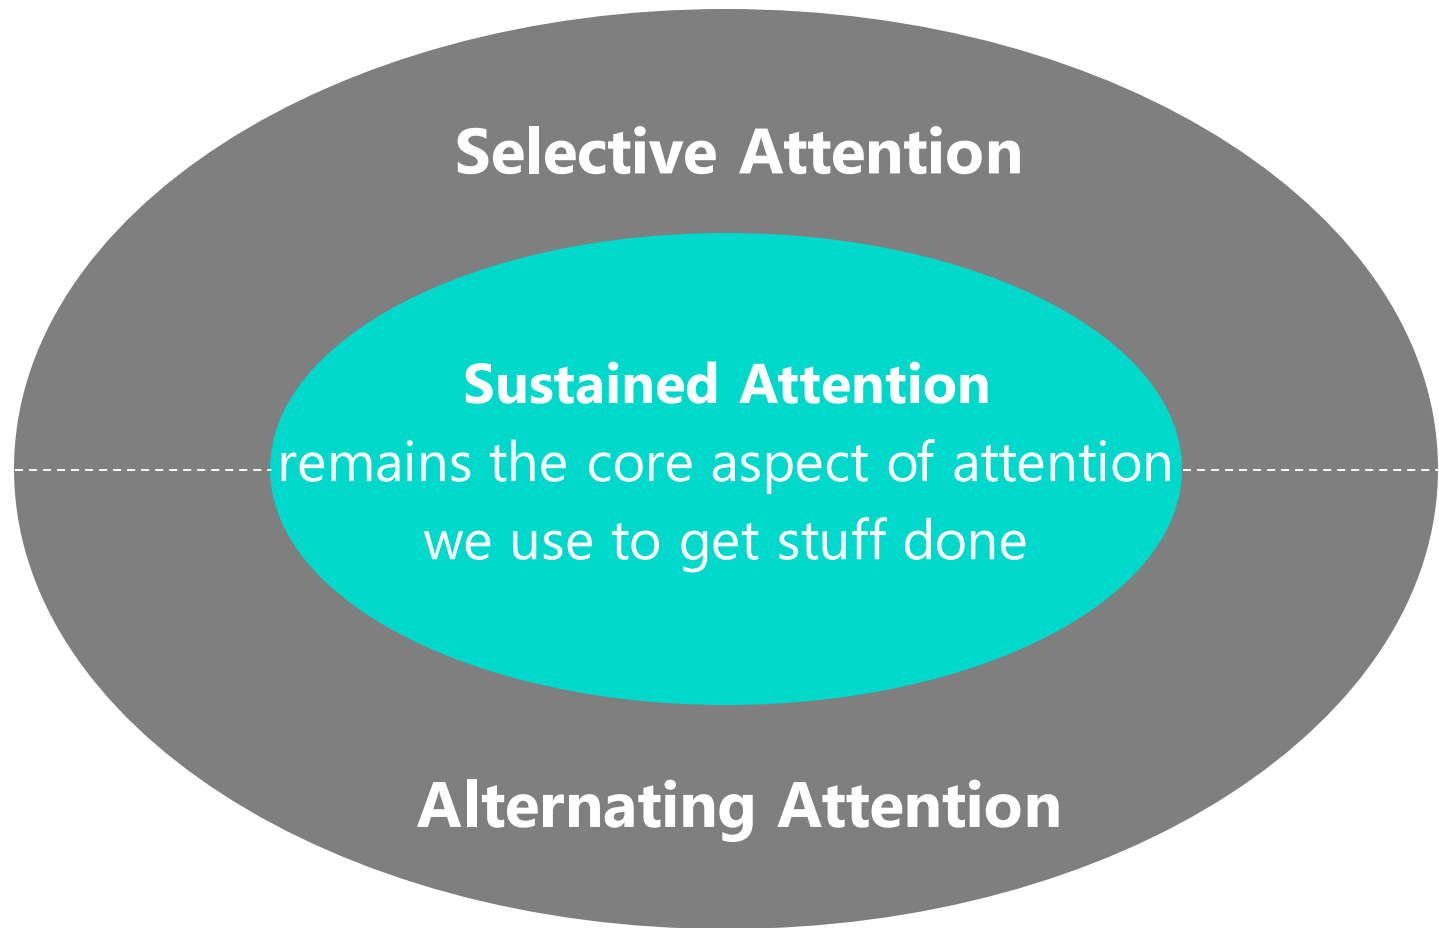 Selective Attention
Sustained Attention
remains the core aspect of attention
we use to get stuff done
Alternating Attention